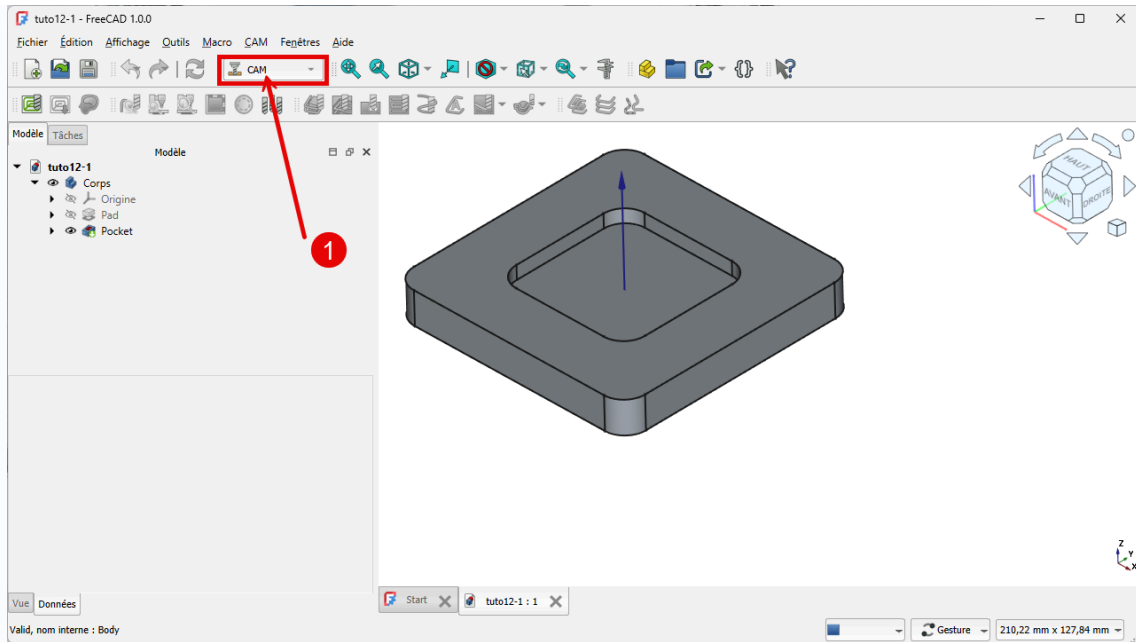 tuto12-1 - FreeCAD 1.0.0
Fichier Édition Affichage Outils Macro CAM Fenêtres Aide
CAM
Modèle Tâches
Modèle
tuto12-1
Corps
Origine
Pad
Pocket
1
HAUT
AVANT
DROITE
Z
Y
X
Vue Données
Start tuto12-1 : 1
Valid, nom interne : Body
Gesture
210,22 mm x 127,84 mm